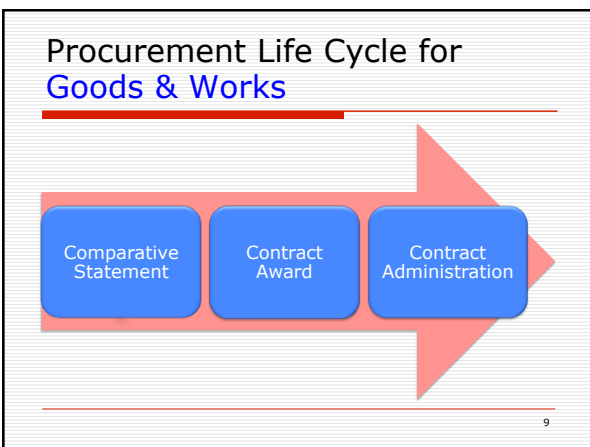 Procurement Life Cycle for
Goods & Works
Comparative
Statement
Contract
Award
Contract
Administration
9